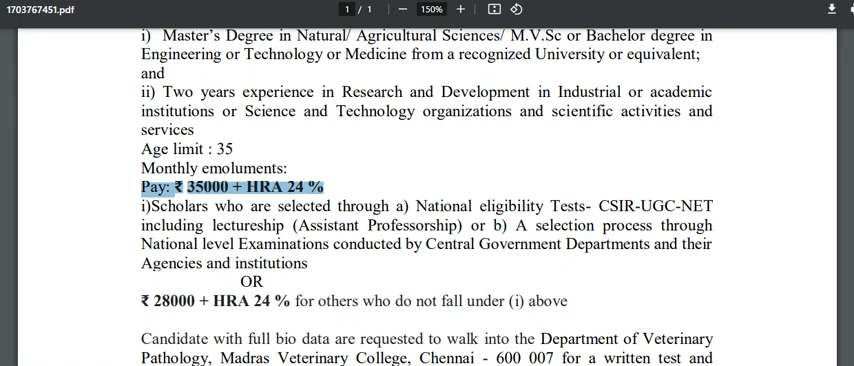 1703767451.pdf
1 / 1
150%
i) Master’s Degree in Natural/ Agricultural Sciences/ M.V.Sc or Bachelor degree in
Engineering or Technology or Medicine from a recognized University or equivalent;
and
ii) Two years experience in Research and Development in Industrial or academic
institutions or Science and Technology organizations and scientific activities and
services
Age limit : 35
Monthly emoluments:
Pay: ₹ 35000 + HRA 24 %
i)Scholars who are selected through a) National eligibility Tests- CSIR-UGC-NET
including lectureship (Assistant Professorship) or b) A selection process through
National level Examinations conducted by Central Government Departments and their
Agencies and institutions
OR
₹ 28000 + HRA 24 % for others who do not fall under (i) above
Candidate with full bio data are requested to walk into the Department of Veterinary
Pathology, Madras Veterinary College, Chennai - 600 007 for a written test and